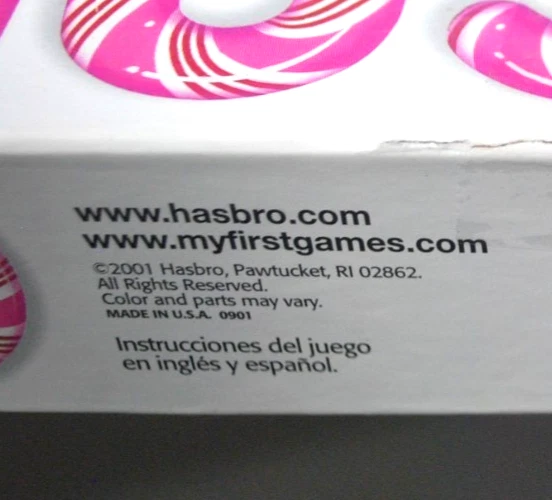 www.hasbro.com
www.myfirstgames.com
©2001 Hasbro, Pawtucket, RI 02862.
All Rights Reserved.
Color and parts may vary.
MADE IN U.S.A. 0901
Instrucciones del juego
en inglés y español.